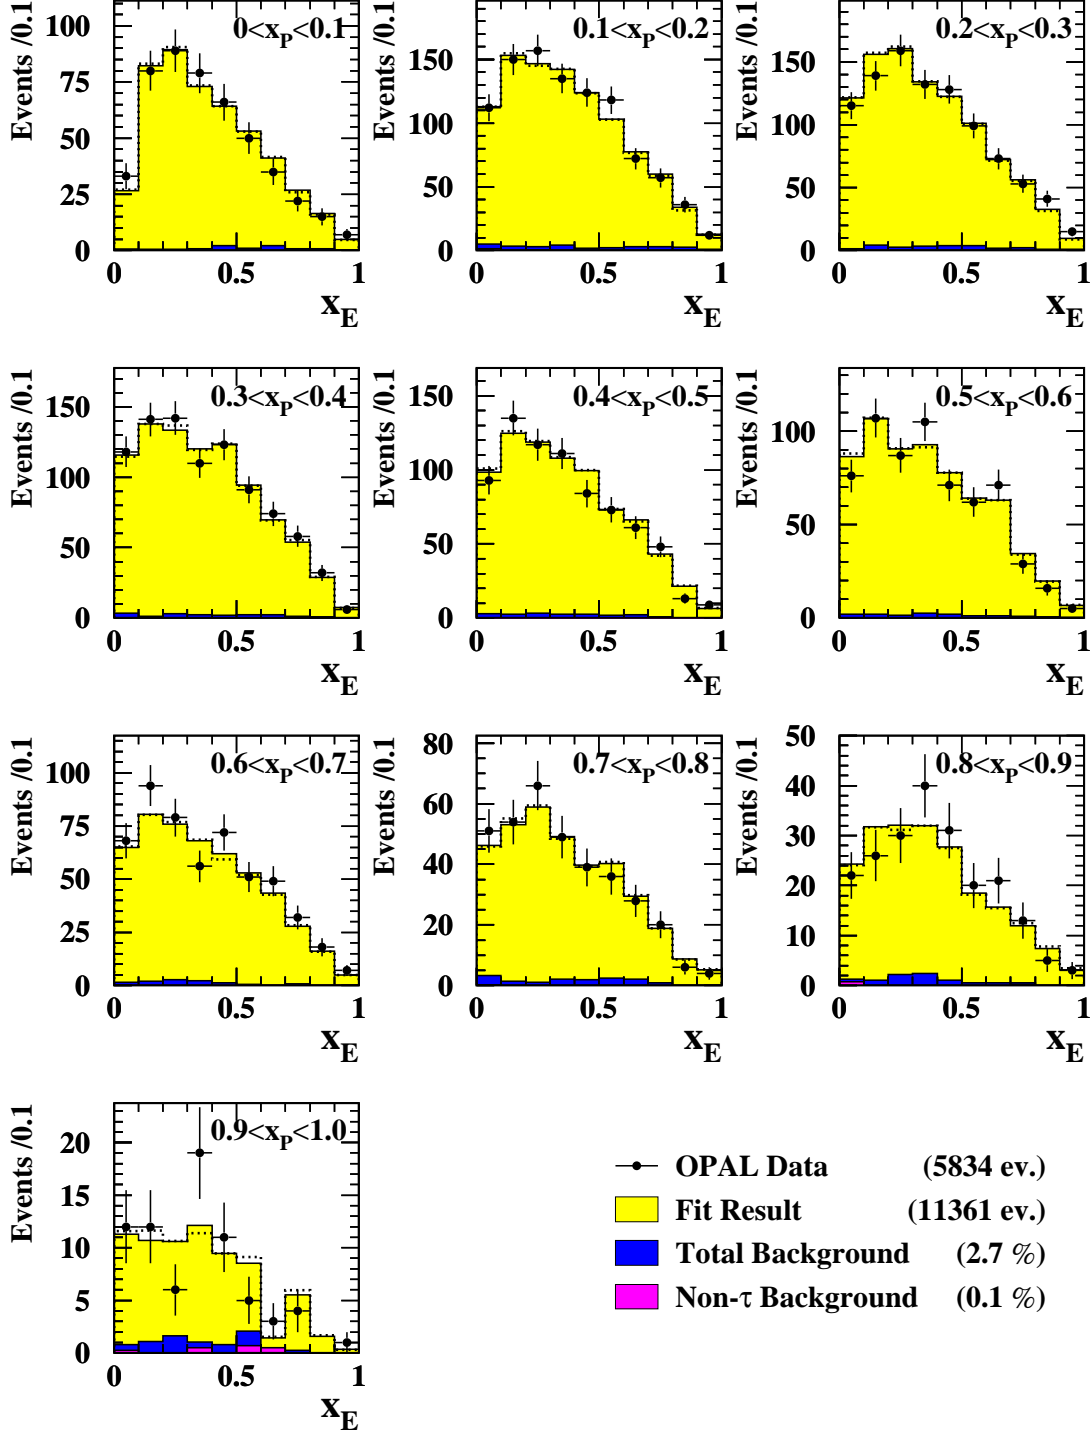 Events /0.1
0<x_P<0.1
100
75
50
25
0
0 0.5 1
x_E
Events /0.1
0.1<x_P<0.2
150
100
50
0
0 0.5 1
x_E
Events /0.1
0.2<x_P<0.3
150
100
50
0
0 0.5 1
x_E
Events /0.1
0.3<x_P<0.4
150
100
50
0
0 0.5 1
x_E
Events /0.1
0.4<x_P<0.5
150
100
50
0
0 0.5 1
x_E
Events /0.1
0.5<x_P<0.6
100
50
0
0 0.5 1
x_E
Events /0.1
0.6<x_P<0.7
100
75
50
25
0
0 0.5 1
x_E
Events /0.1
0.7<x_P<0.8
80
60
40
20
0
0 0.5 1
x_E
Events /0.1
0.8<x_P<0.9
50
40
30
20
10
0
0 0.5 1
x_E
Events /0.1
0.9<x_P<1.0
20
15
10
5
0
0 0.5 1
x_E
OPAL Data (5834 ev.)
Fit Result (11361 ev.)
Total Background (2.7 %)
Non-τ Background (0.1 %)